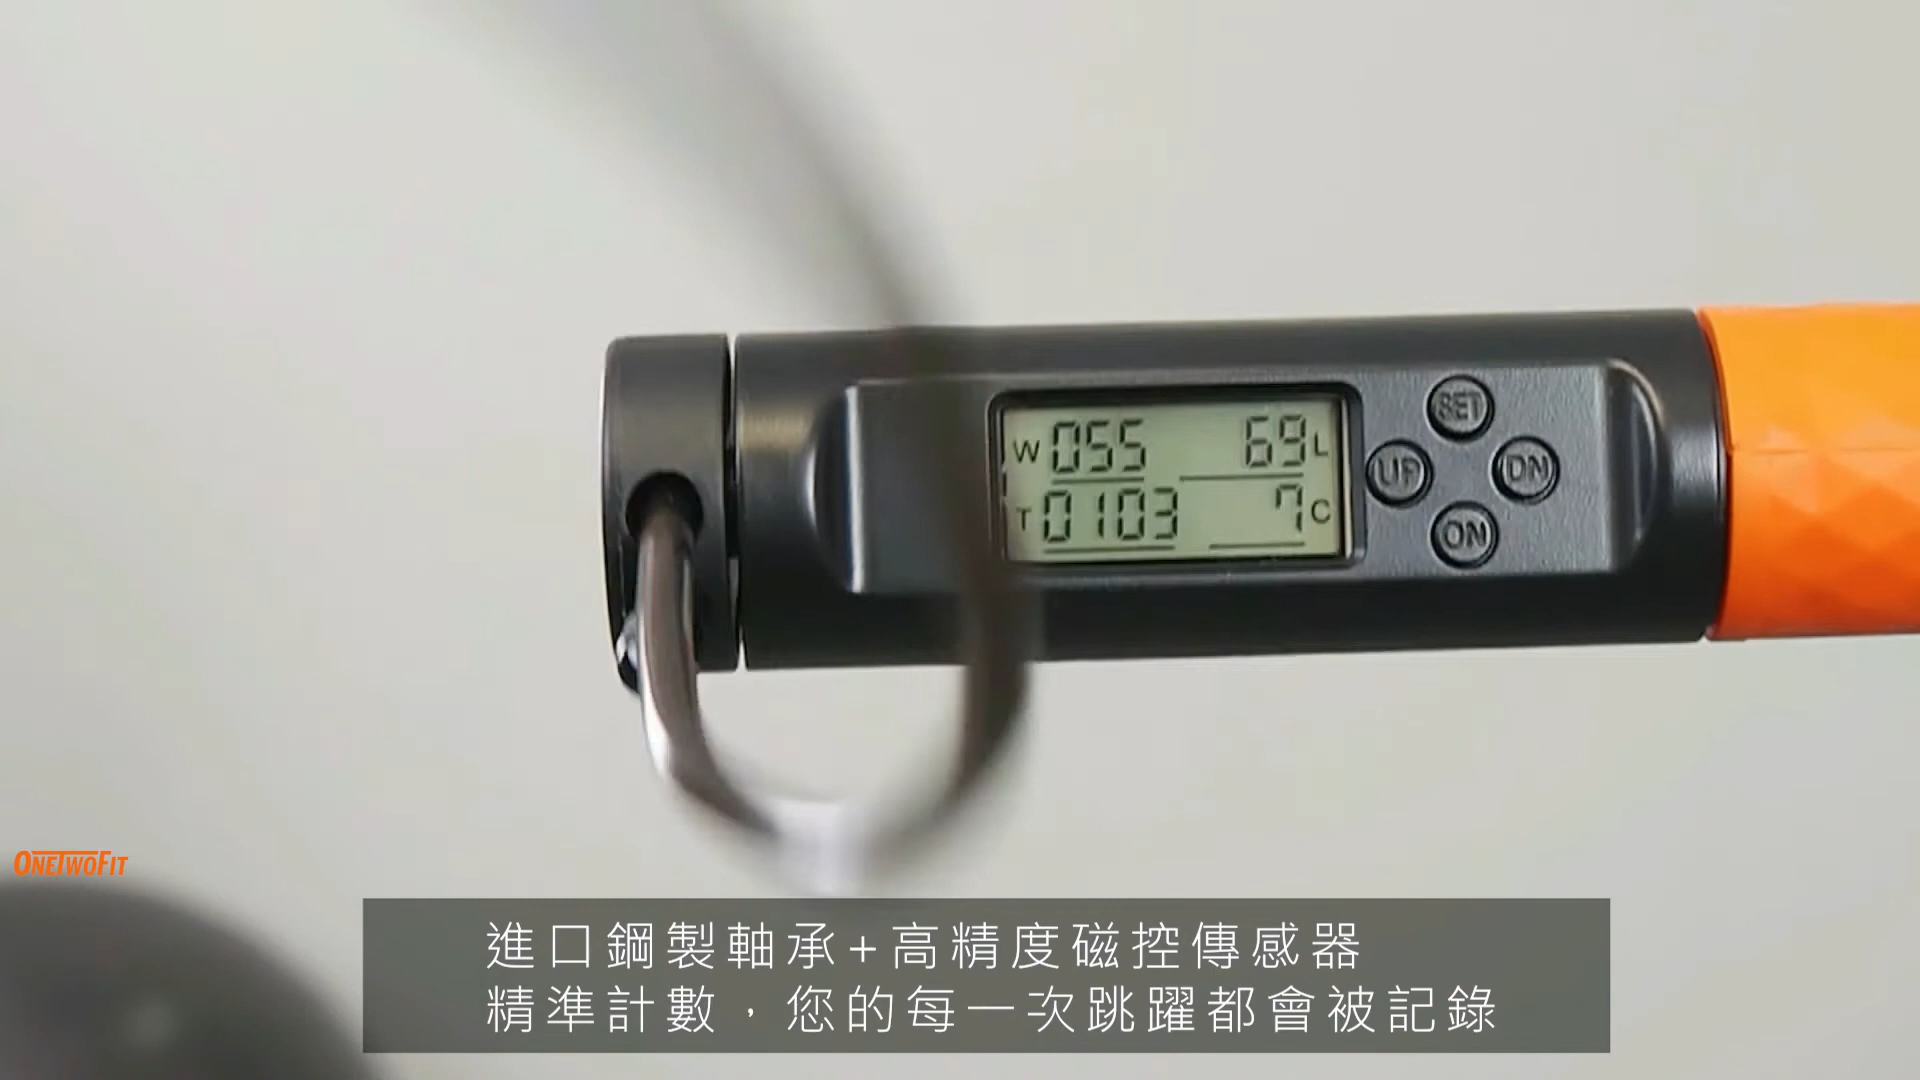 W 055 69 L
T 0103 7 C
SET
UP
DN
ON
ONETWOFIT
進口鋼製軸承+高精度磁控傳感器
精準計數，您的每一次跳躍都會被記錄